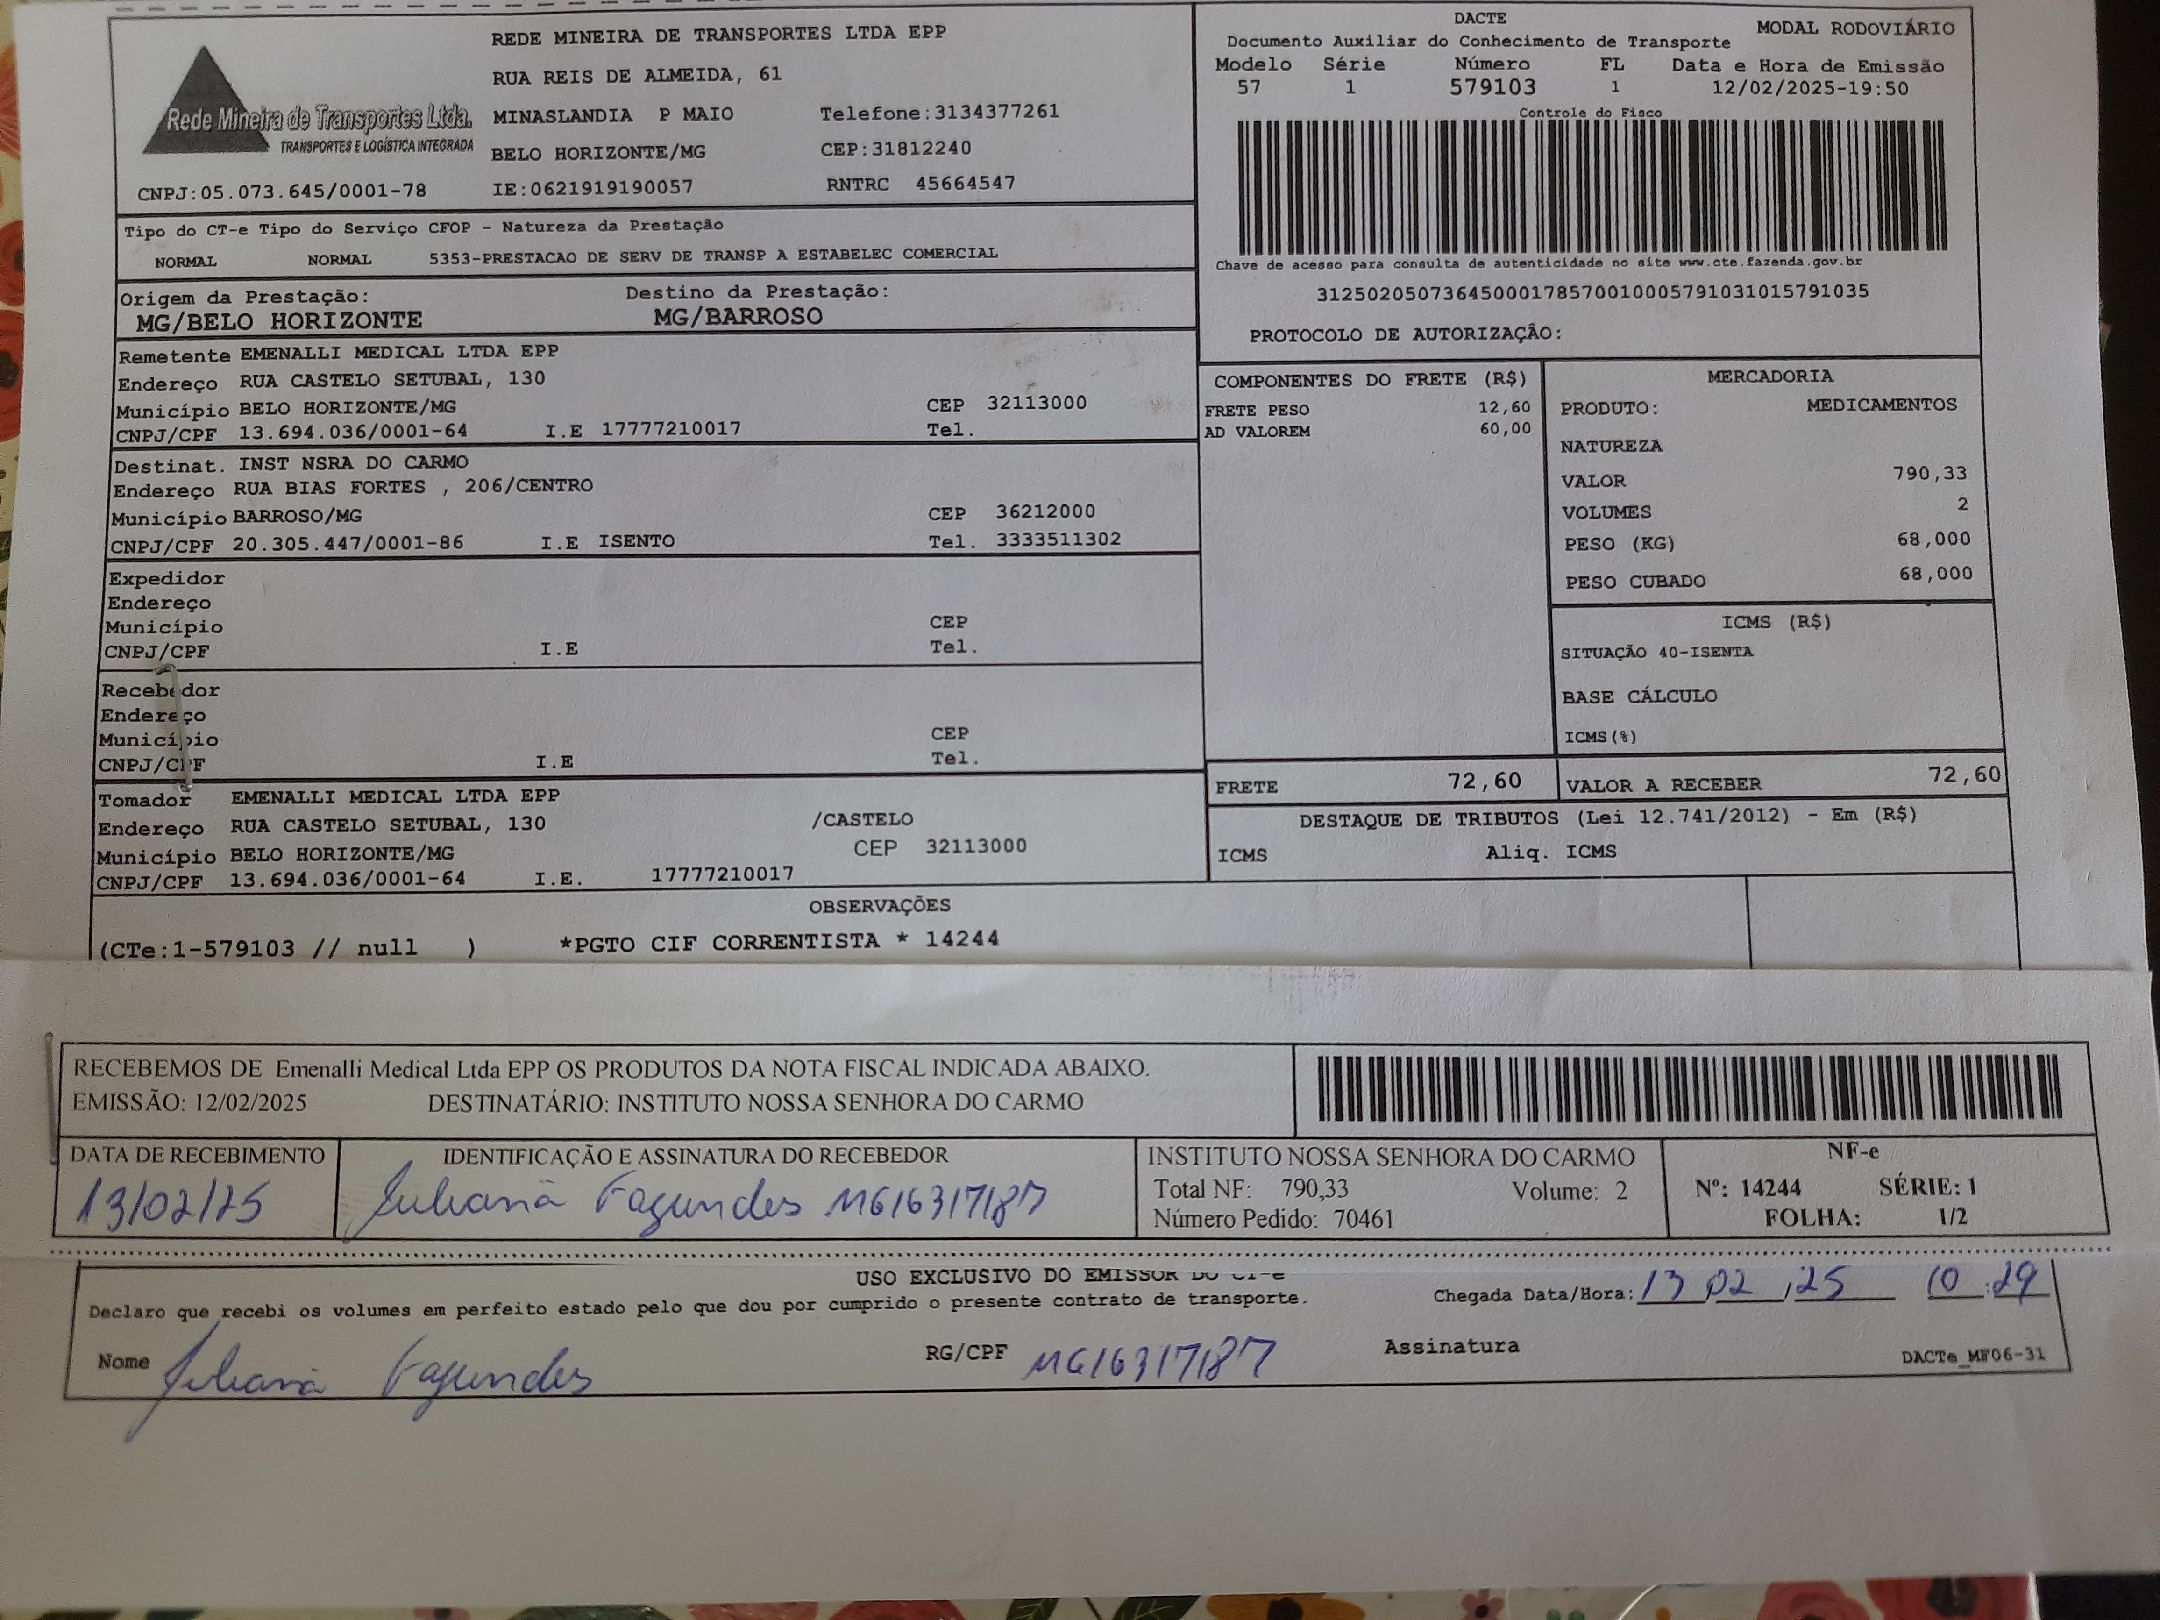 REDE MINEIRA DE TRANSPORTES LTDA EPP
RUA REIS DE ALMEIDA, 61
MINASLANDIA P MAIO Telefone:3134377261
BELO HORIZONTE/MG CEP:31812240
Rede Mineira de Transportes Ltda.
TRANSPORTES E LOGÍSTICA INTEGRADA
CNPJ:05.073.645/0001-78 IE:0621919190057 RNTRC 45664547
DACTE MODAL RODOVIÁRIO
Documento Auxiliar do Conhecimento de Transporte
Modelo Série Número FL Data e Hora de Emissão
57 1 579103 1 12/02/2025-19:50
Controle do Fisco
Chave de acesso para consulta de autenticidade no site www.cte.fazenda.gov.br
31250205073645000178570010005791031015791035
PROTOCOLO DE AUTORIZAÇÃO:
Tipo do CT-e Tipo do Serviço CFOP - Natureza da Prestação
NORMAL NORMAL 5353-PRESTACAO DE SERV DE TRANSP A ESTABELEC COMERCIAL
Origem da Prestação: Destino da Prestação:
MG/BELO HORIZONTE MG/BARROSO
Remetente EMENALLI MEDICAL LTDA EPP
Endereço RUA CASTELO SETUBAL, 130
Município BELO HORIZONTE/MG CEP 32113000
CNPJ/CPF 13.694.036/0001-64 I.E 17777210017 Tel.
Destinat. INST NSRA DO CARMO
Endereço RUA BIAS FORTES , 206/CENTRO
Município BARROSO/MG CEP 36212000
CNPJ/CPF 20.305.447/0001-86 I.E ISENTO Tel. 3333511302
Expedidor
Endereço
Município CEP
CNPJ/CPF I.E Tel.
Recebedor
Endereço
Município CEP
CNPJ/CPF I.E Tel.
Tomador EMENALLI MEDICAL LTDA EPP
Endereço RUA CASTELO SETUBAL, 130 /CASTELO
Município BELO HORIZONTE/MG CEP 32113000
CNPJ/CPF 13.694.036/0001-64 I.E. 17777210017
COMPONENTES DO FRETE (R$)
FRETE PESO 12,60
AD VALOREM 60,00
MERCADORIA
PRODUTO: MEDICAMENTOS
NATUREZA
VALOR 790,33
VOLUMES 2
PESO (KG) 68,000
PESO CUBADO 68,000
ICMS (R$)
SITUAÇÃO 40-ISENTA
BASE CÁLCULO
ICMS(%)
FRETE 72,60 VALOR A RECEBER 72,60
DESTAQUE DE TRIBUTOS (Lei 12.741/2012) - Em (R$)
ICMS Aliq. ICMS
OBSERVAÇÕES
(CTe:1-579103 // null ) *PGTO CIF CORRENTISTA * 14244
RECEBEMOS DE Emenalli Medical Ltda EPP OS PRODUTOS DA NOTA FISCAL INDICADA ABAIXO.
EMISSÃO: 12/02/2025 DESTINATÁRIO: INSTITUTO NOSSA SENHORA DO CARMO
DATA DE RECEBIMENTO IDENTIFICAÇÃO E ASSINATURA DO RECEBEDOR
13/02/25 Juliana Fagundes MG16317187
INSTITUTO NOSSA SENHORA DO CARMO
Total NF: 790,33 Volume: 2
Número Pedido: 70461
NF-e
Nº: 14244 SÉRIE: 1
FOLHA: 1/2
USO EXCLUSIVO DO EMISSOR DO CT-e
Declaro que recebi os volumes em perfeito estado pelo que dou por cumprido o presente contrato de transporte. Chegada Data/Hora: 13 02 /25 10:29
Nome Juliana Fagundes RG/CPF MG16317187 Assinatura
DACTe_MF06-31